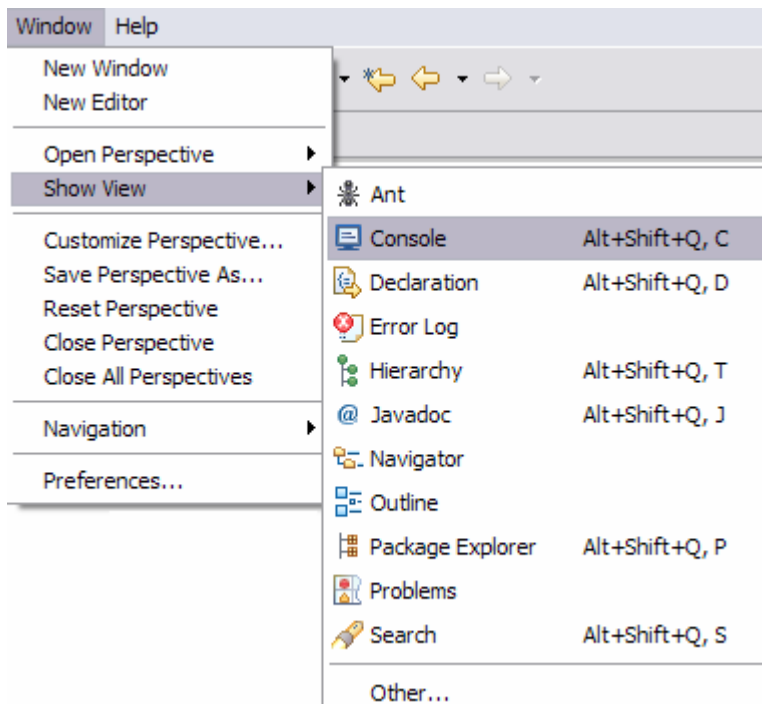 Window Help
New Window
New Editor
Open Perspective
Show View
Customize Perspective...
Save Perspective As...
Reset Perspective
Close Perspective
Close All Perspectives
Navigation
Preferences...
Ant
Console Alt+Shift+Q, C
Declaration Alt+Shift+Q, D
Error Log
Hierarchy Alt+Shift+Q, T
@ Javadoc Alt+Shift+Q, J
Navigator
Outline
Package Explorer Alt+Shift+Q, P
Problems
Search Alt+Shift+Q, S
Other...